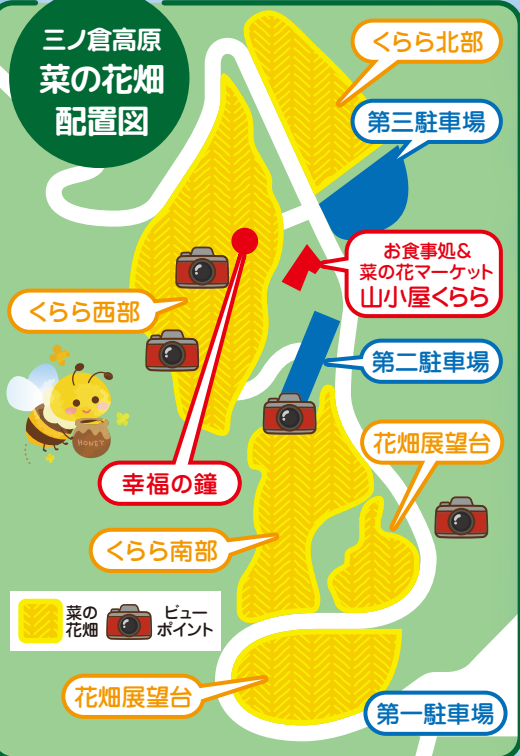 三ノ倉高原
菜の花畑
配置図
くらら北部
第三駐車場
お食事処&
菜の花マーケット
山小屋くらら
くらら西部
第二駐車場
花畑展望台
HONEY
幸福の鐘
くらら南部
菜の
花畑
ビュー
ポイント
花畑展望台
第一駐車場